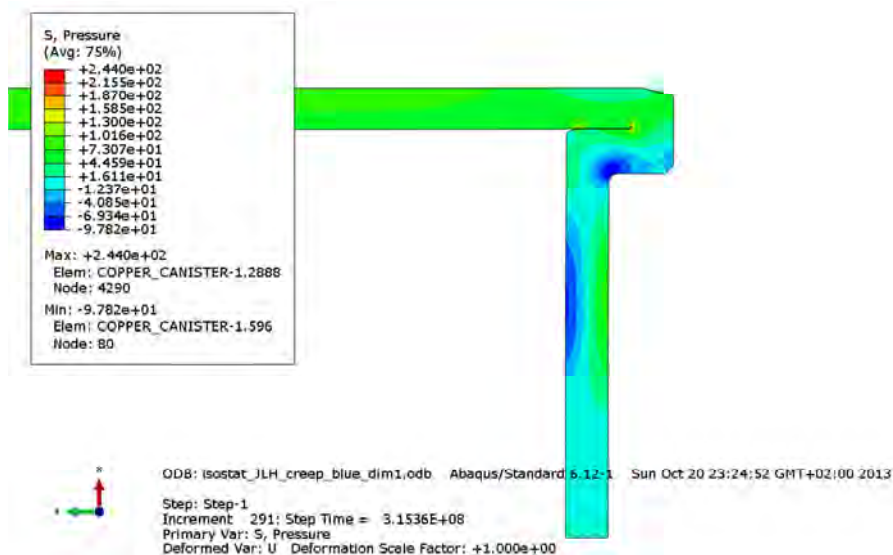 S, Pressure
(Avg: 75%)
+2.440e+02
+2.155e+02
+1.870e+02
+1.585e+02
+1.300e+02
+1.016e+02
+7.307e+01
+4.459e+01
+1.611e+01
-1.237e+01
-4.085e+01
-6.934e+01
-9.782e+01
Max: +2.440e+02
Elem: COPPER_CANISTER-1.2888
Node: 4290
Min: -9.782e+01
Elem: COPPER_CANISTER-1.596
Node: 80
ODB: isostat_JLH_creep_blue_dim1.odb Abaqus/Standard 6.12-1 Sun Oct 20 23:24:52 GMT+02:00 2013
Step: Step-1
Increment 291: Step Time = 3.1536E+08
Primary Var: S, Pressure
Deformed Var: U Deformation Scale Factor: +1.000e+00